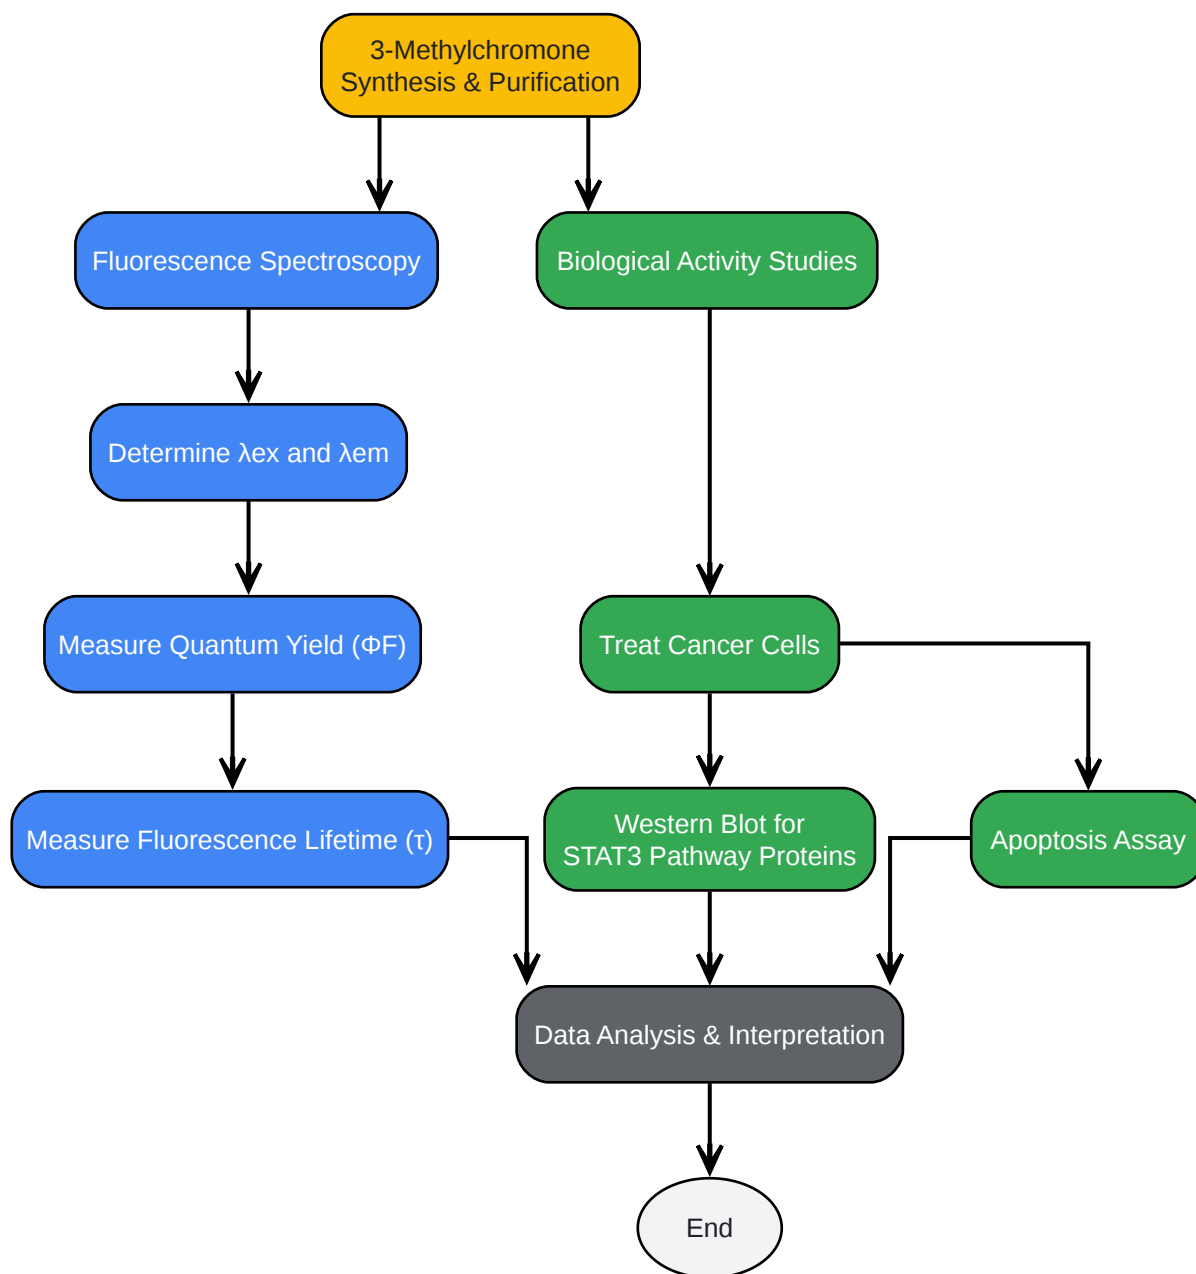 3-Methylchromone
Synthesis & Purification
Fluorescence Spectroscopy
Biological Activity Studies
Determine λex and λem
Measure Quantum Yield (ΦF)
Treat Cancer Cells
Measure Fluorescence Lifetime (τ)
Western Blot for
STAT3 Pathway Proteins
Apoptosis Assay
Data Analysis & Interpretation
End